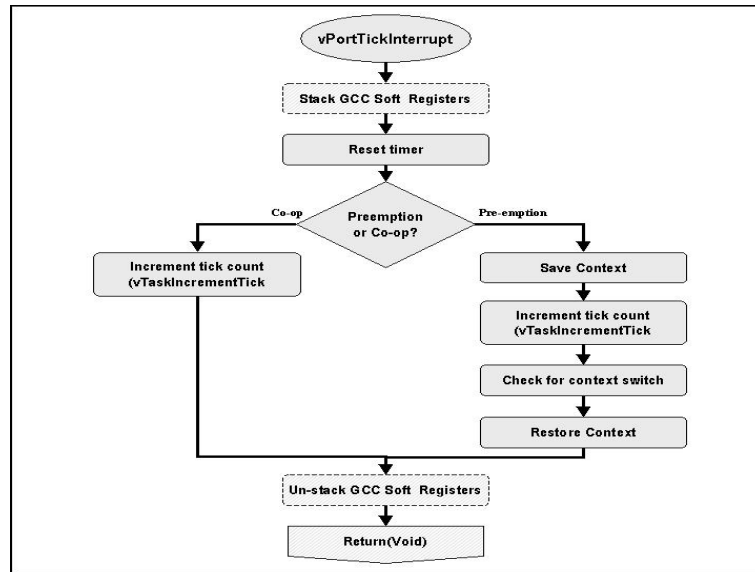 vPortTickInterrupt
Stack GCC Soft Registers
Reset timer
Co-op
Preemption
or Co-op?
Pre-emption
Increment tick count
(vTaskIncrementTick
Save Context
Increment tick count
(vTaskIncrementTick
Check for context switch
Restore Context
Un-stack GCC Soft Registers
Return(Void)